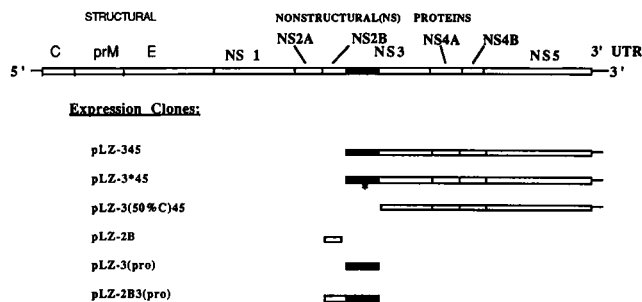 STRUCTURAL NONSTRUCTURAL(NS) PROTEINS
NS2A NS2B NS4A NS4B
C prM E NS 1 NS3 NS5 3' UTR
5' 3'
Expression Clones:
pLZ-345
pLZ-3*45
pLZ-3(50%C)45
pLZ-2B
pLZ-3(pro)
pLZ-2B3(pro)